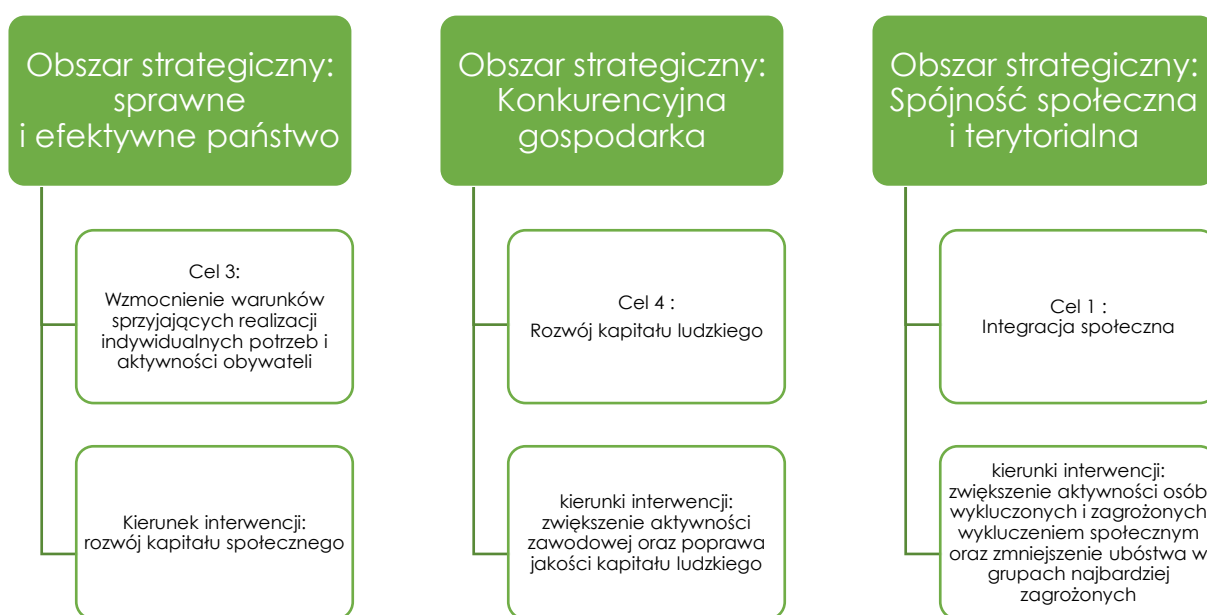 Obszar strategiczny:
sprawne
i efektywne państwo
Cel 3:
Wzmocnienie warunków
sprzyjających realizacji
indywidualnych potrzeb i
aktywności obywateli
Kierunek interwencji:
rozwój kapitału społecznego
Obszar strategiczny:
Konkurencyjna
gospodarka
Cel 4 :
Rozwój kapitału ludzkiego
kierunki interwencji:
zwiększenie aktywności
zawodowej oraz poprawa
jakości kapitału ludzkiego
Obszar strategiczny:
Spójność społeczna
i terytorialna
Cel 1 :
Integracja społeczna
kierunki interwencji:
zwiększenie aktywności osób
wykluczonych i zagrożonych
wykluczeniem społecznym
oraz zmniejszenie ubóstwa w
grupach najbardziej
zagrożonych